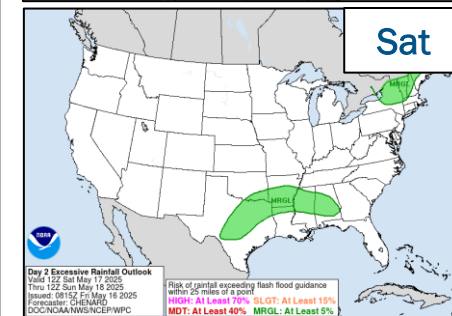 Sat
MRGL
MRGL
NOAA
Day 2 Excessive Rainfall Outlook
Valid 12Z Sat May 17 2025
Thru 12Z Sun May 18 2025
Issued: 0815Z Fri May 16 2025
Forecaster: CHENARD
DOC/NOAA/NWS/NCEP/WPC
Risk of rainfall exceeding flash flood guidance
within 25 miles of a point
HIGH: At Least 70% SLGT: At Least 15%
MDT: At Least 40% MRGL: At Least 5%